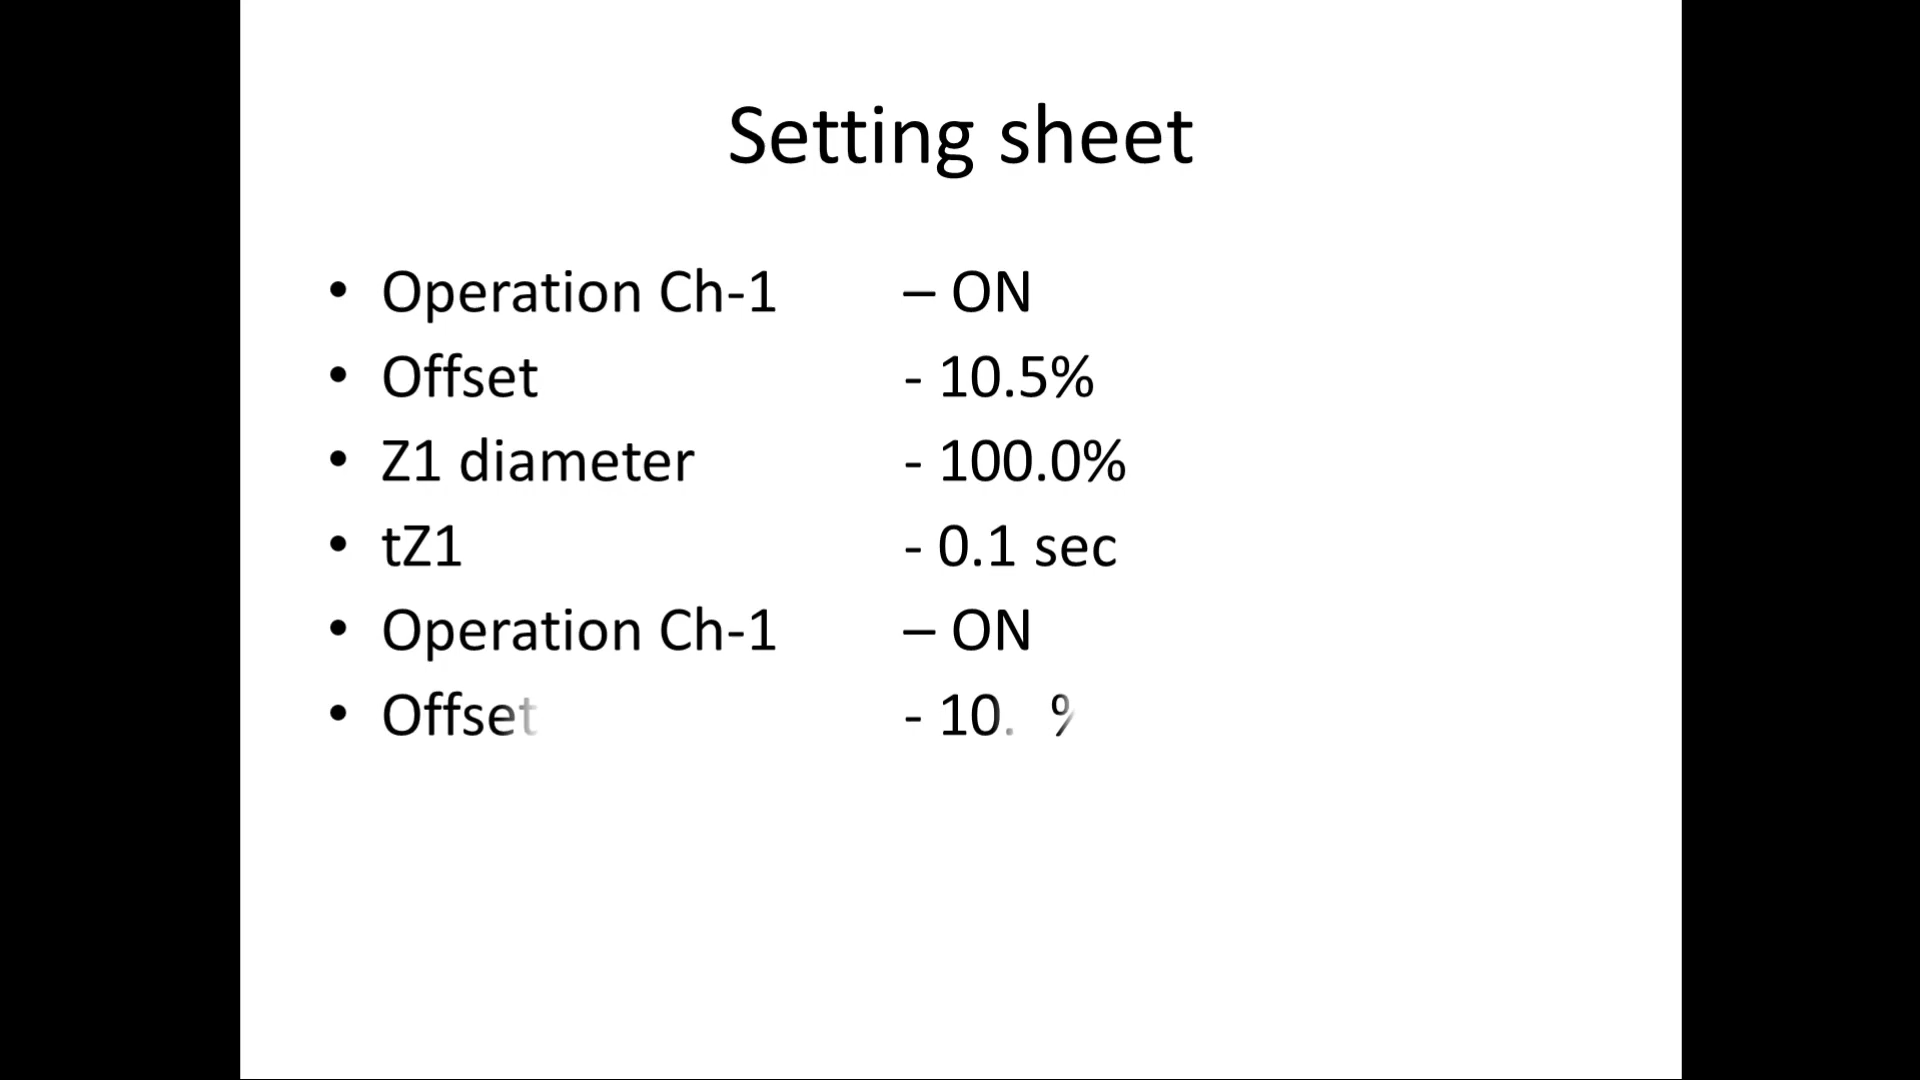 Setting sheet
• Operation Ch-1 – ON
• Offset - 10.5%
• Z1 diameter - 100.0%
• tZ1 - 0.1 sec
• Operation Ch-1 – ON
• Offset - 10. %